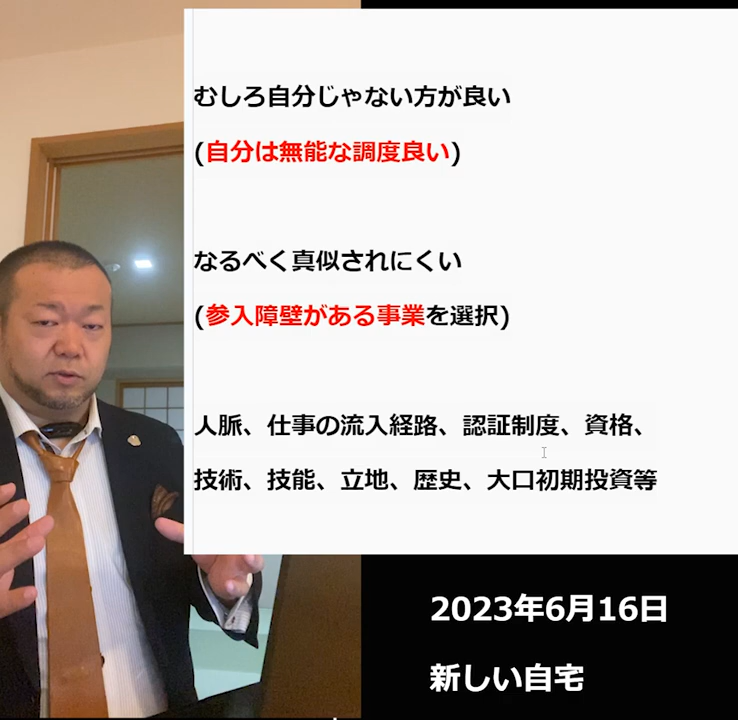 むしろ自分じゃない方が良い
(自分は無能な調度良い)
なるべく真似されにくい
(参入障壁がある事業を選択)
人脈、仕事の流入経路、認証制度、資格、
技術、技能、立地、歴史、大口初期投資等
2023年6月16日
新しい自宅